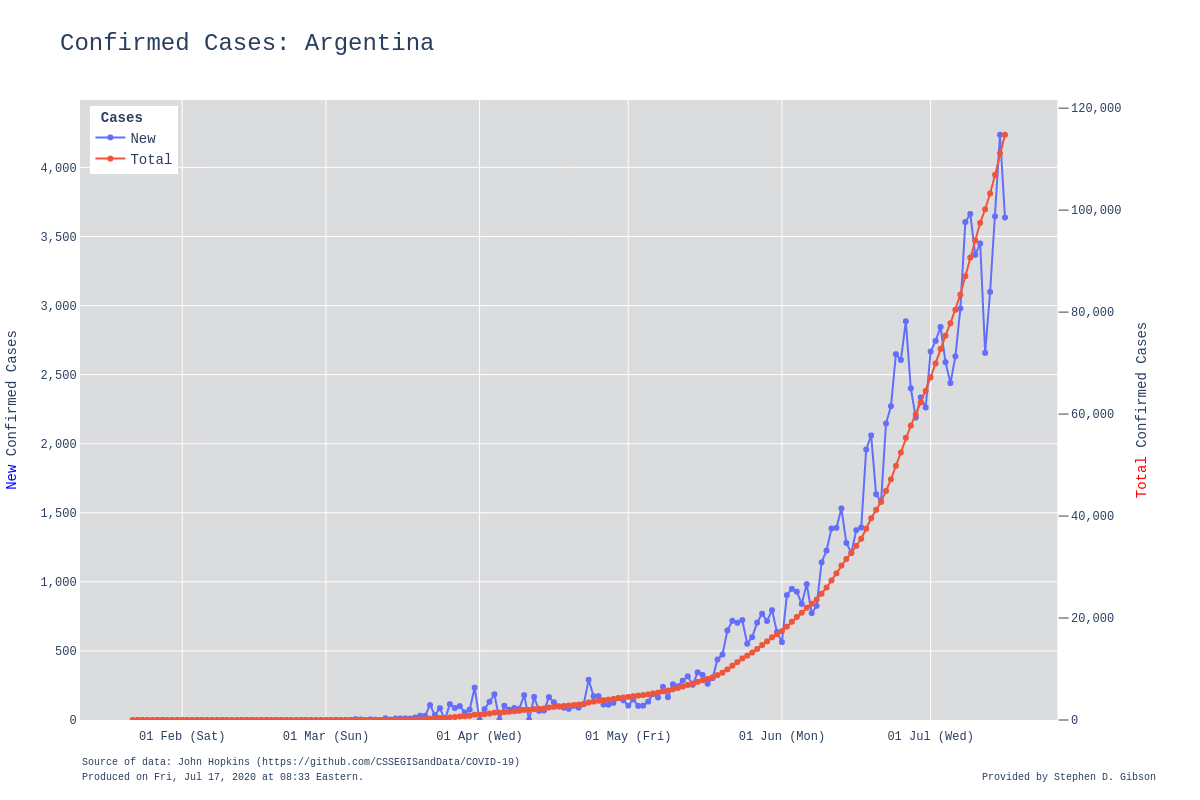 Confirmed Cases: Argentina
Cases
New
Total
4,000
3,500
3,000
2,500
2,000
1,500
1,000
500
0
New Confirmed Cases
120,000
100,000
80,000
60,000
40,000
20,000
0
Total Confirmed Cases
01 Feb (Sat) 01 Mar (Sun) 01 Apr (Wed) 01 May (Fri) 01 Jun (Mon) 01 Jul (Wed)
Source of data: John Hopkins (https://github.com/CSSEGISandData/COVID-19)
Produced on Fri, Jul 17, 2020 at 08:33 Eastern.
Provided by Stephen D. Gibson